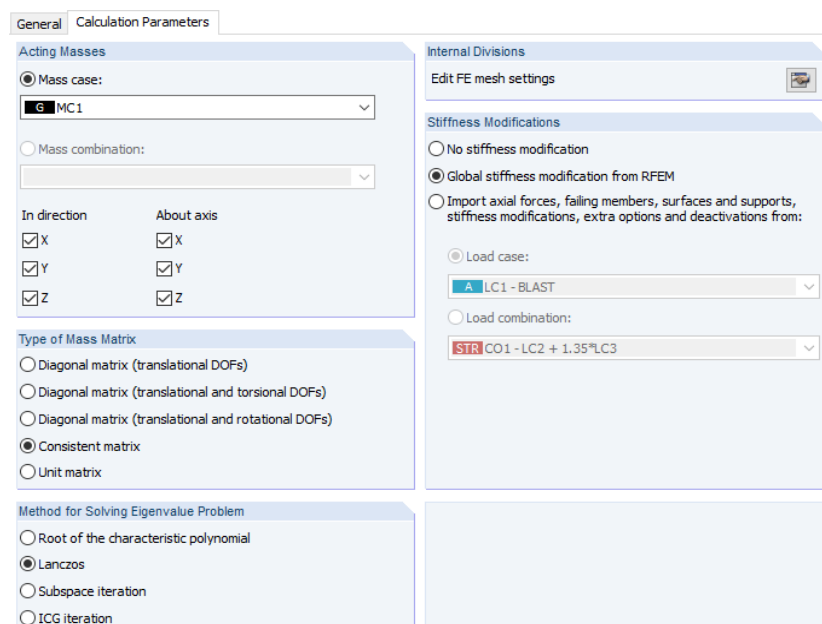 General
Calculation Parameters
Acting Masses
Mass case:
G MC1
Mass combination:
In direction About axis
X X
Y Y
Z Z
Type of Mass Matrix
Diagonal matrix (translational DOFs)
Diagonal matrix (translational and torsional DOFs)
Diagonal matrix (translational and rotational DOFs)
Consistent matrix
Unit matrix
Method for Solving Eigenvalue Problem
Root of the characteristic polynomial
Lanczos
Subspace iteration
ICG iteration
Internal Divisions
Edit FE mesh settings
Stiffness Modifications
No stiffness modification
Global stiffness modification from RFEM
Import axial forces, failing members, surfaces and supports,
stiffness modifications, extra options and deactivations from:
Load case:
A LC1 - BLAST
Load combination:
STR CO1 - LC2 + 1.35*LC3